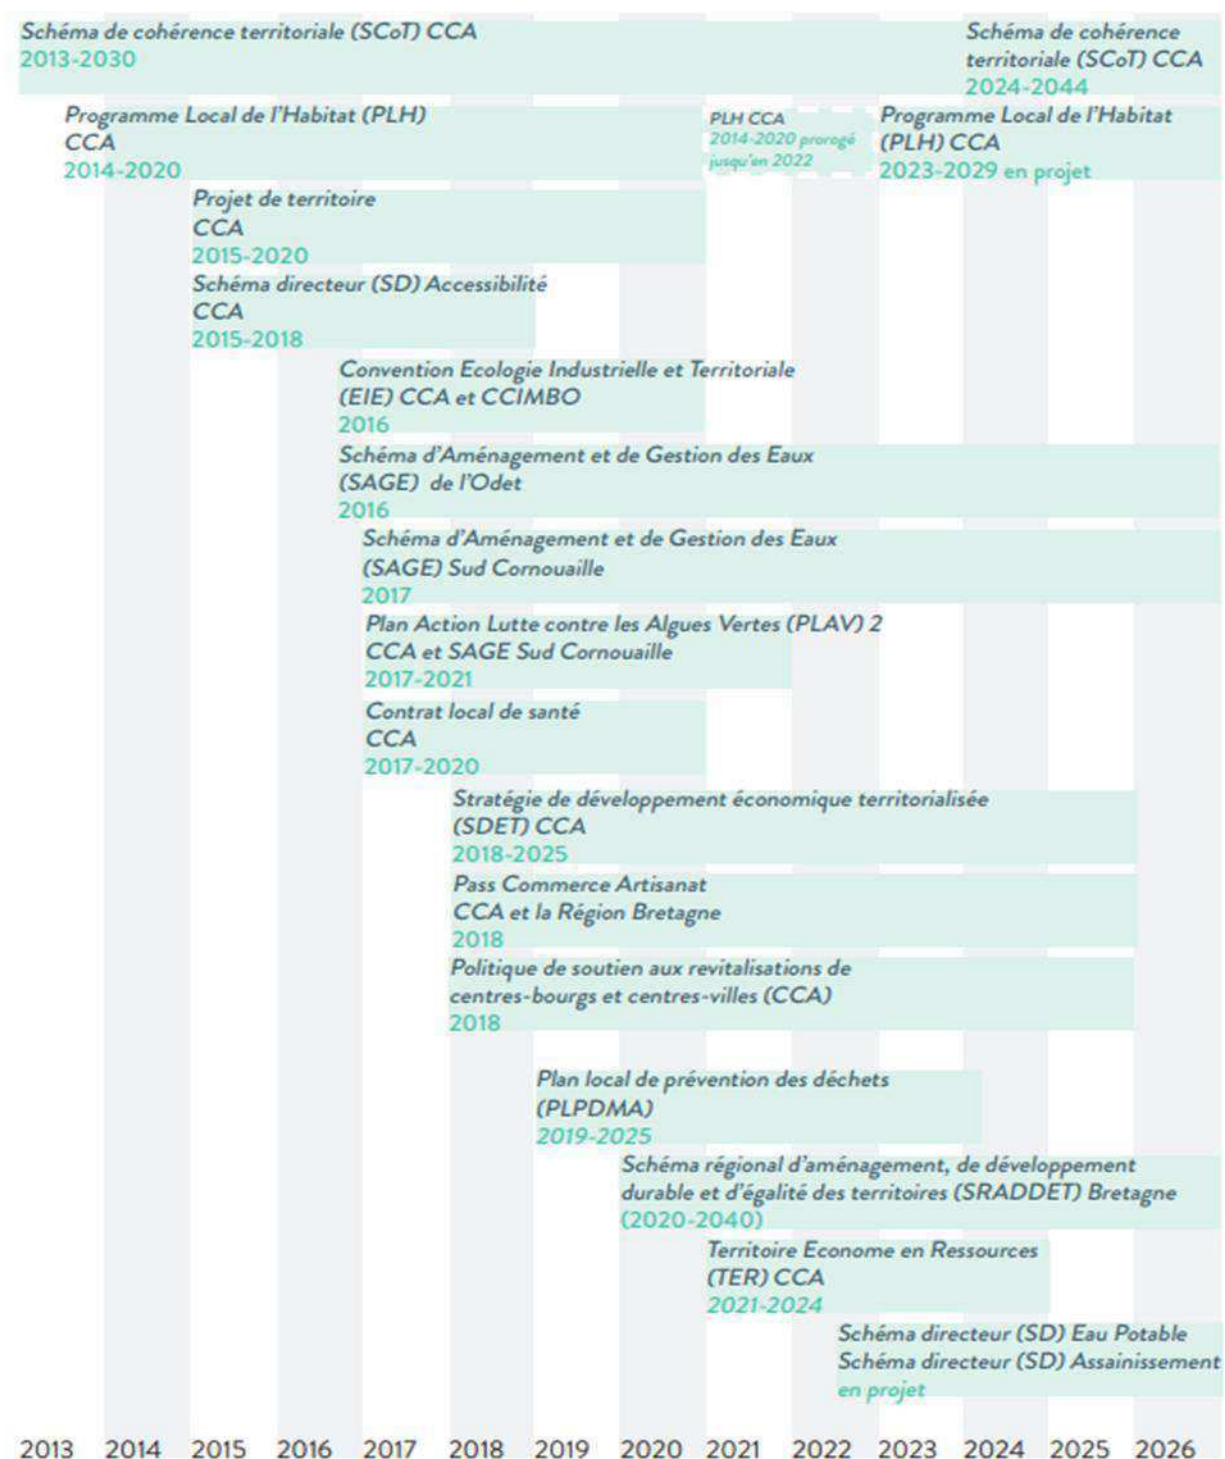 Schéma de cohérence territoriale (SCoT) CCA
2013-2030
Schéma de cohérence
territoriale (SCoT) CCA
2024-2044
Programme Local de l'Habitat (PLH)
CCA
2014-2020
PLH CCA
2014-2020 prorogé
jusqu'en 2022
Programme Local de l'Habitat
(PLH) CCA
2023-2029 en projet
Projet de territoire
CCA
2015-2020
Schéma directeur (SD) Accessibilité
CCA
2015-2018
Convention Ecologie Industrielle et Territoriale
(EIE) CCA et CCIMBO
2016
Schéma d'Aménagement et de Gestion des Eaux
(SAGE) de l'Odet
2016
Schéma d'Aménagement et de Gestion des Eaux
(SAGE) Sud Cornouaille
2017
Plan Action Lutte contre les Algues Vertes (PLAV) 2
CCA et SAGE Sud Cornouaille
2017-2021
Contrat local de santé
CCA
2017-2020
Stratégie de développement économique territorialisée
(SDET) CCA
2018-2025
Pass Commerce Artisanat
CCA et la Région Bretagne
2018
Politique de soutien aux revitalisations de
centres-bourgs et centres-villes (CCA)
2018
Plan local de prévention des déchets
(PLPDMA)
2019-2025
Schéma régional d'aménagement, de développement
durable et d'égalité des territoires (SRADDET) Bretagne
(2020-2040)
Territoire Econome en Ressources
(TER) CCA
2021-2024
Schéma directeur (SD) Eau Potable
Schéma directeur (SD) Assainissement
en projet
2013 2014 2015 2016 2017 2018 2019 2020 2021 2022 2023 2024 2025 2026